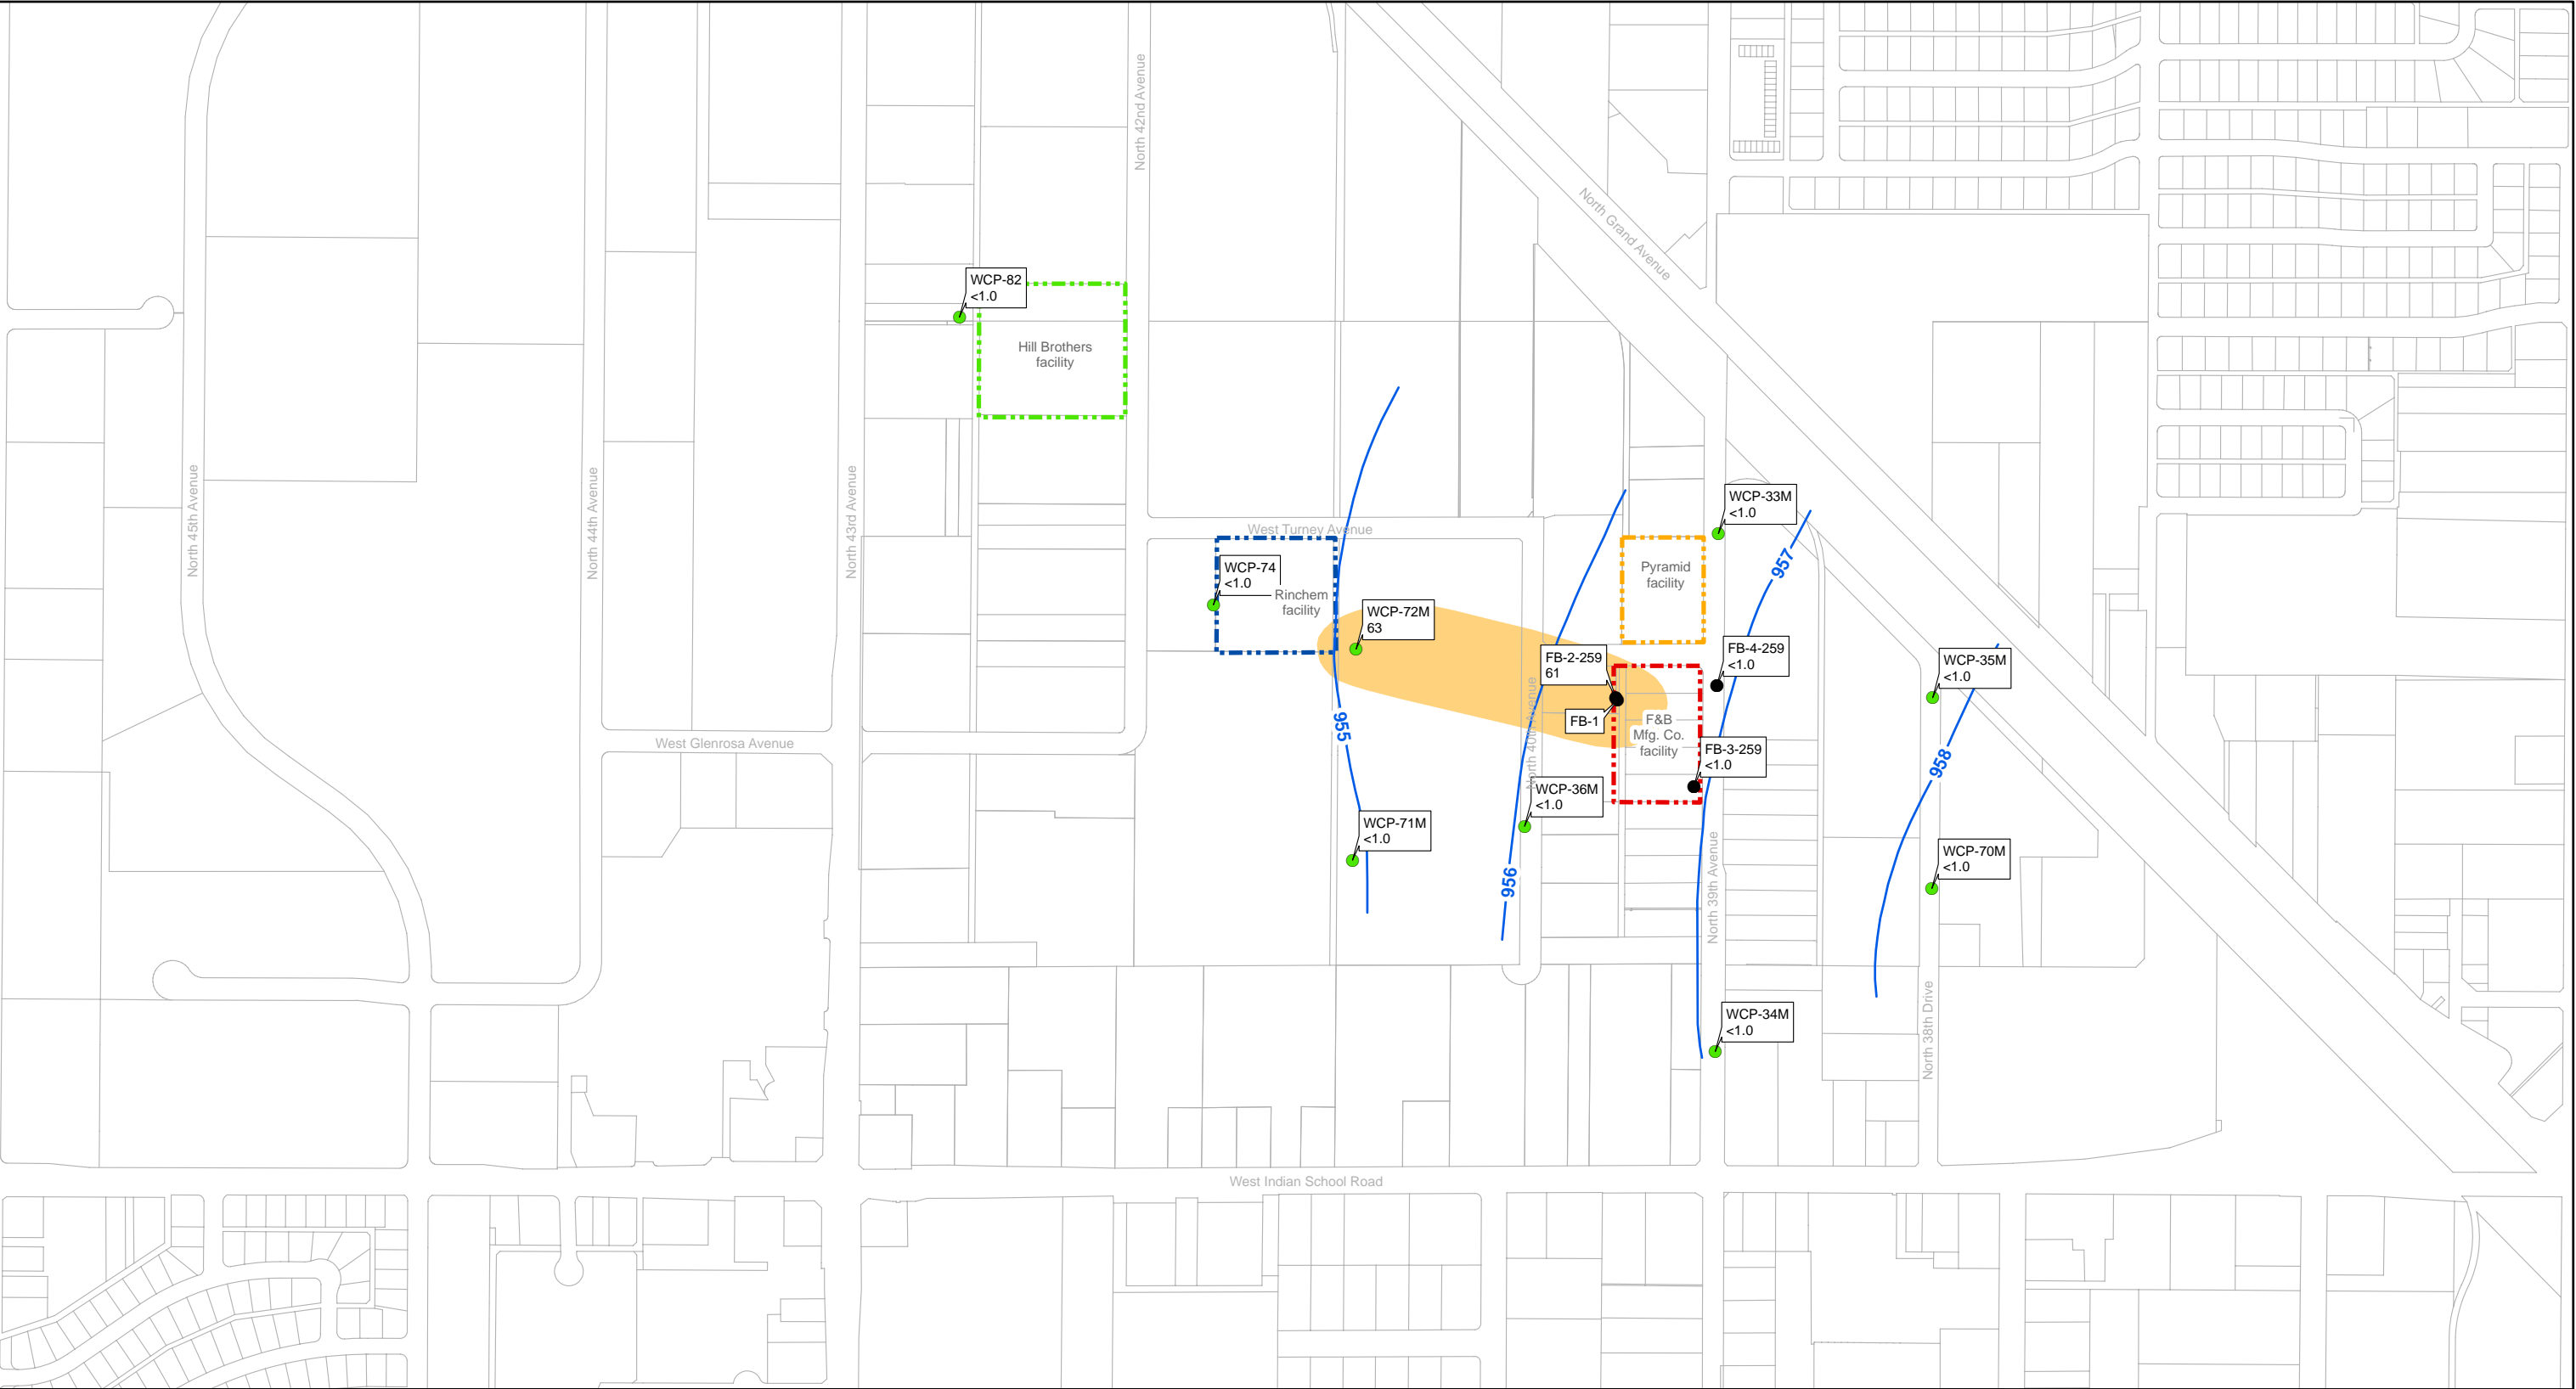 North 42nd Avenue
North Grand Avenue
WCP-82
<1.0
Hill Brothers
facility
North 45th Avenue
North 44th Avenue
North 43rd Avenue
WCP-33M
<1.0
West Turney Avenue
957
WCP-74
<1.0
Rinchem
facility
Pyramid
facility
WCP-72M
63
FB-2-259
61
FB-4-259
<1.0
WCP-35M
<1.0
FB-1
955
North 40th Avenue
F&B
Mfg. Co.
facility
West Glenrosa Avenue
FB-3-259
<1.0
958
WCP-36M
<1.0
WCP-71M
<1.0
WCP-70M
<1.0
956
North 39th Avenue
WCP-34M
<1.0
North 38th Drive
West Indian School Road